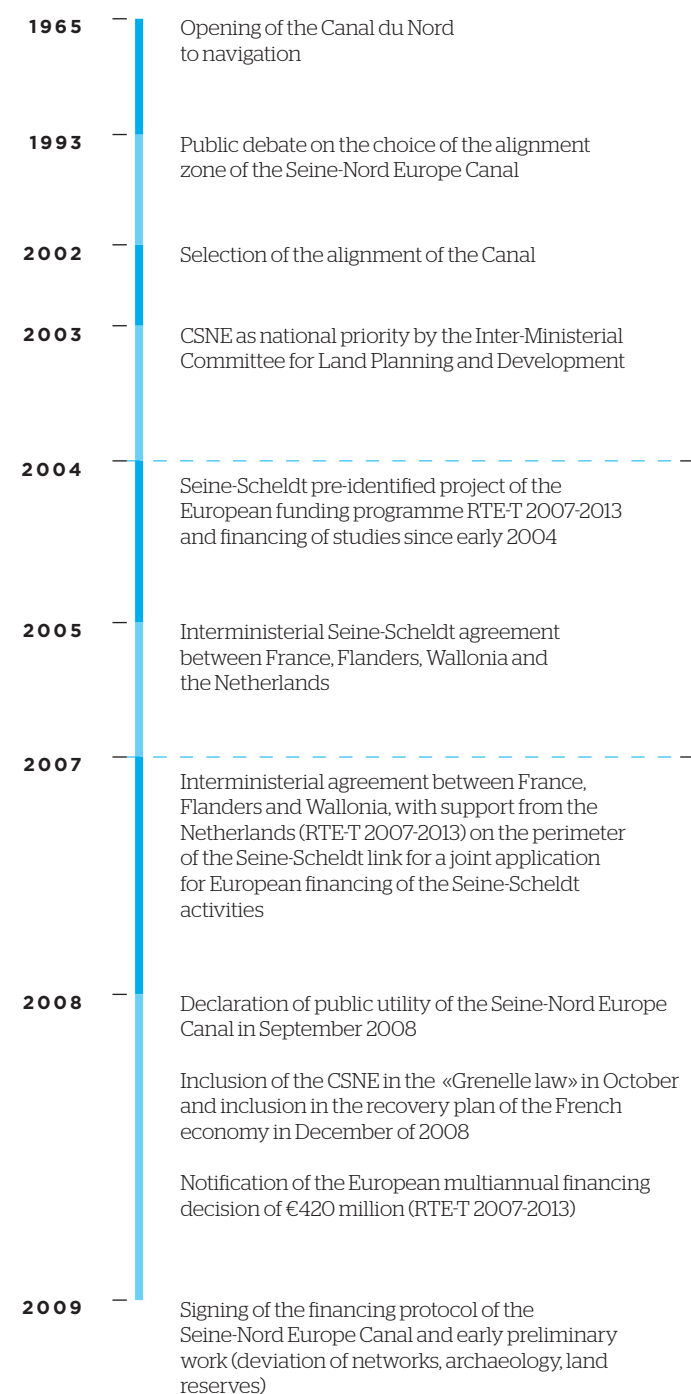 1965
Opening of the Canal du Nord
to navigation
1993
Public debate on the choice of the alignment
zone of the Seine-Nord Europe Canal
2002
Selection of the alignment of the Canal
2003
CSNE as national priority by the Inter-Ministerial
Committee for Land Planning and Development
2004
Seine-Scheldt pre-identified project of the
European funding programme RTE-T 2007-2013
and financing of studies since early 2004
2005
Interministerial Seine-Scheldt agreement
between France, Flanders, Wallonia and
the Netherlands
2007
Interministerial agreement between France,
Flanders and Wallonia, with support from the
Netherlands (RTE-T 2007-2013) on the perimeter
of the Seine-Scheldt link for a joint application
for European financing of the Seine-Scheldt
activities
2008
Declaration of public utility of the Seine-Nord Europe
Canal in September 2008
Inclusion of the CSNE in the «Grenelle law» in October
and inclusion in the recovery plan of the French
economy in December of 2008
Notification of the European multiannual financing
decision of €420 million (RTE-T 2007-2013)
2009
Signing of the financing protocol of the
Seine-Nord Europe Canal and early preliminary
work (deviation of networks, archaeology, land
reserves)